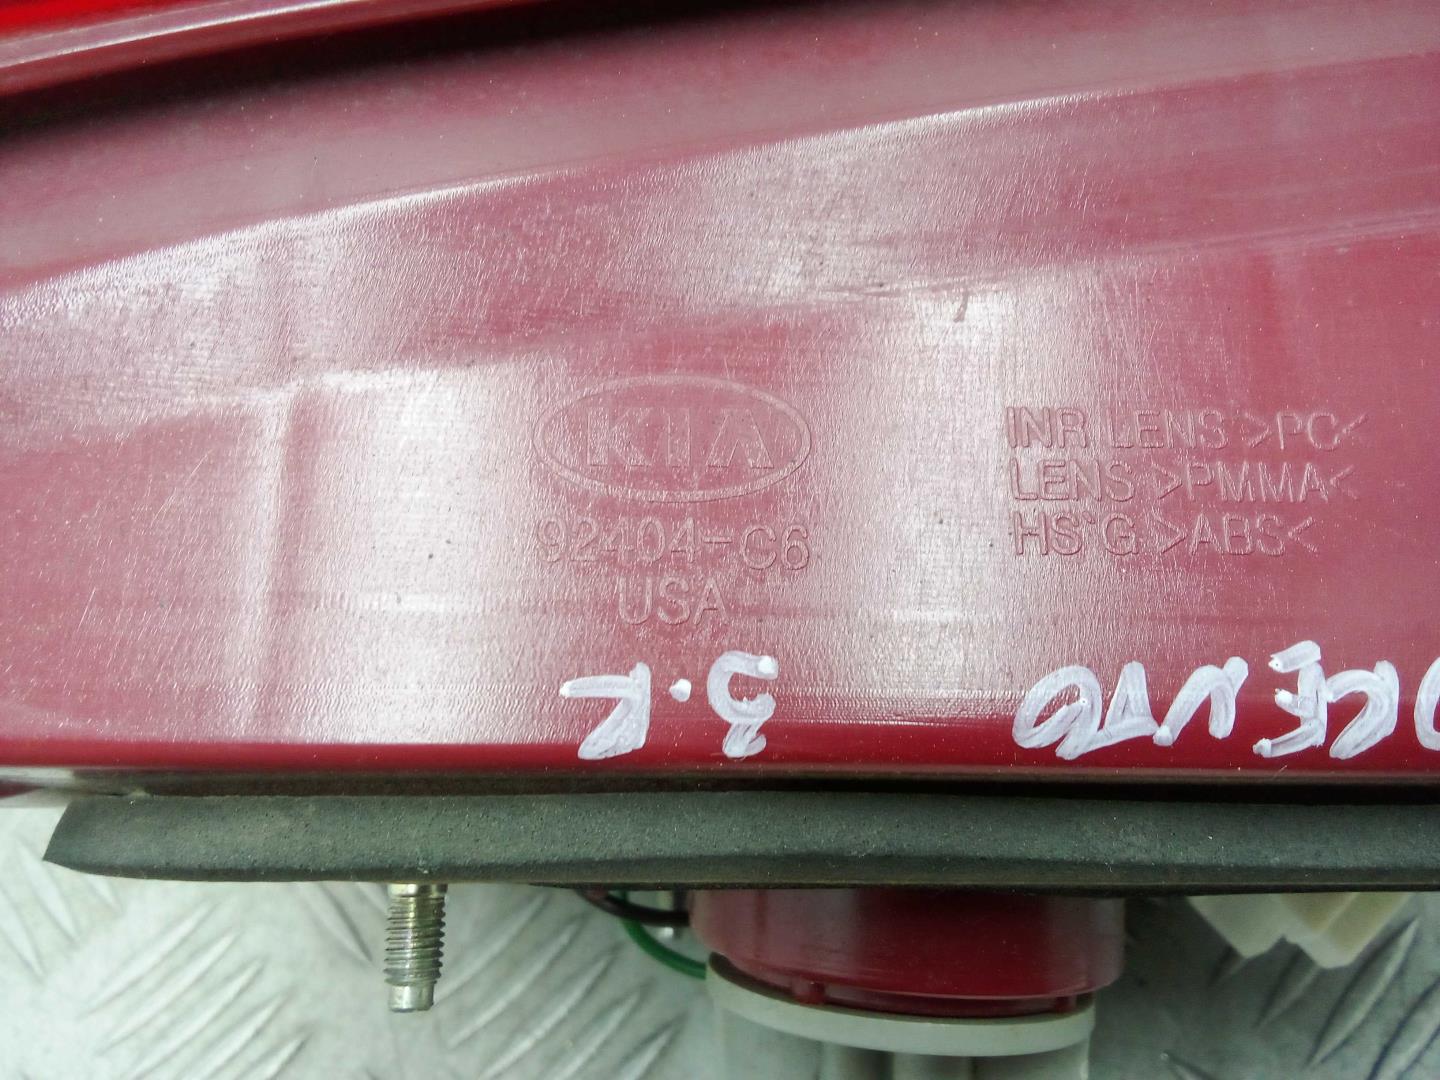 KIA
92404-C6
USA
INR LENS >PC<
LENS >PMMA<
HS'G >ABS<